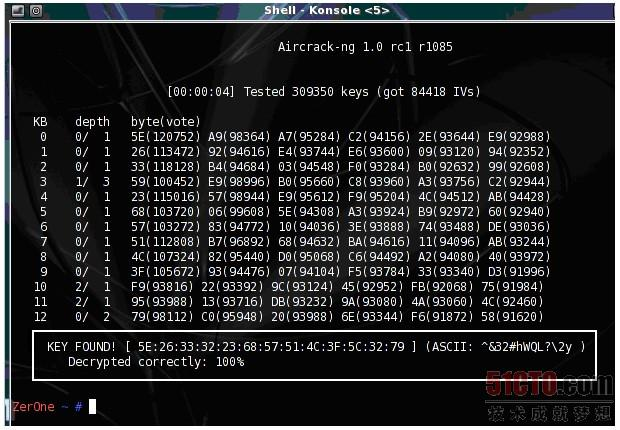 Shell - Konsole <5>
Aircrack-ng 1.0 rc1 r1085
[00:00:04] Tested 309350 keys (got 84418 IVs)
KB depth byte(vote)
0 0/ 1 5E(120752) A9(98364) A7(95284) C2(94156) 2E(93644) E9(92988)
1 0/ 1 26(113472) 92(94616) E4(93744) E6(93600) 09(93120) 94(92352)
2 0/ 1 33(118128) B4(94684) 03(94548) F0(93284) B0(92632) 99(92608)
3 1/ 3 59(100452) E9(98996) B0(95660) C8(93960) A3(93756) C2(92944)
4 0/ 1 23(115016) 57(98944) E9(95612) F9(95204) 4C(94512) AB(94428)
5 0/ 1 68(103720) 06(99608) 5E(94308) A3(93924) B9(92972) 60(92940)
6 0/ 1 57(103272) 83(94772) 10(94036) 3E(93888) 74(93488) DE(93036)
7 0/ 1 51(112808) B7(96892) 68(94632) BA(94616) 11(94096) AB(93244)
8 0/ 1 4C(107324) 82(95440) D0(95068) C6(94492) A2(94080) 40(93972)
9 0/ 1 3F(105672) 93(94476) 07(94104) F5(93784) 33(93340) D3(91996)
10 2/ 1 F9(93816) 22(93392) 9C(93124) 45(92952) FB(92068) 75(91984)
11 2/ 1 95(93988) 13(93716) DB(93232) 9A(93080) 4A(93060) 4C(92460)
12 0/ 2 79(98112) C0(95948) 20(93988) 6E(93344) F6(91872) 58(91620)
KEY FOUND! [ 5E:26:33:32:23:68:57:51:4C:3F:5C:32:79 ] (ASCII: ^&32#hWQL?\2y )
Decrypted correctly: 100%
51CTO.com
技术成就梦想
ZerOne ~ #